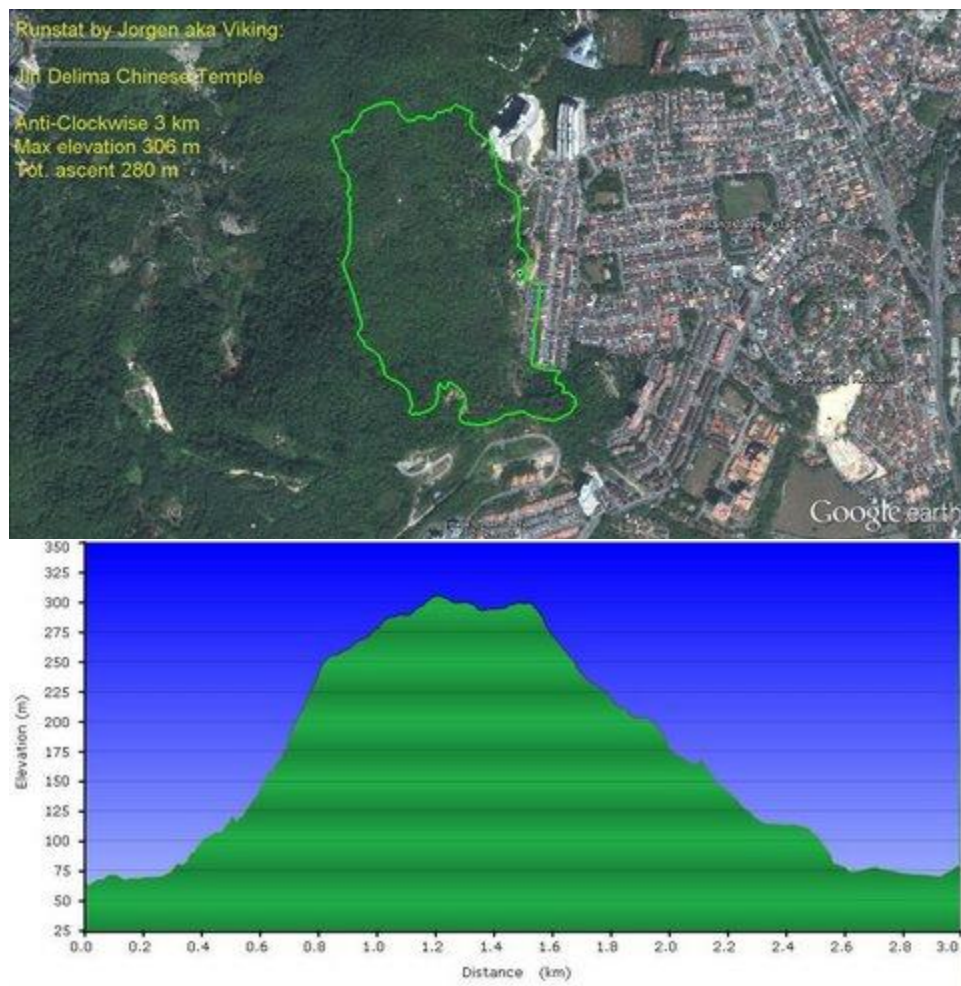 Runstat by Jorgen aka Viking:
Jln Delima Chinese Temple
Anti-Clockwise 3 km
Max elevation 306 m
Tot. ascent 280 m
Google earth
350
325
300
275
250
225
200
175
150
125
100
75
50
25
Elevation (m)
0.0 0.2 0.4 0.6 0.8 1.0 1.2 1.4 1.6 1.8 2.0 2.2 2.4 2.6 2.8 3.0
Distance (km)